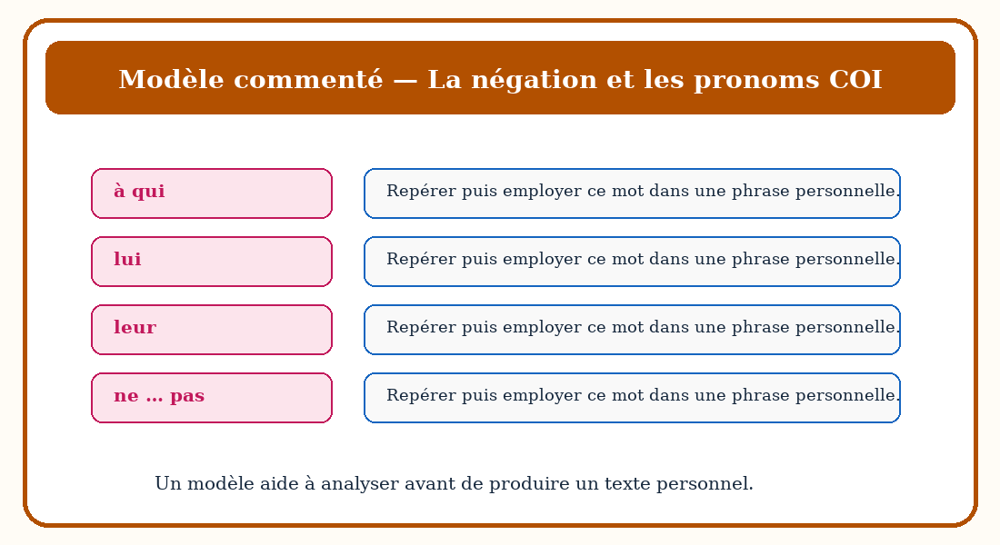 Modèle commenté — La négation et les pronoms COI
à qui
Repérer puis employer ce mot dans une phrase personnelle.
lui
Repérer puis employer ce mot dans une phrase personnelle.
leur
Repérer puis employer ce mot dans une phrase personnelle.
ne ... pas
Repérer puis employer ce mot dans une phrase personnelle.
Un modèle aide à analyser avant de produire un texte personnel.